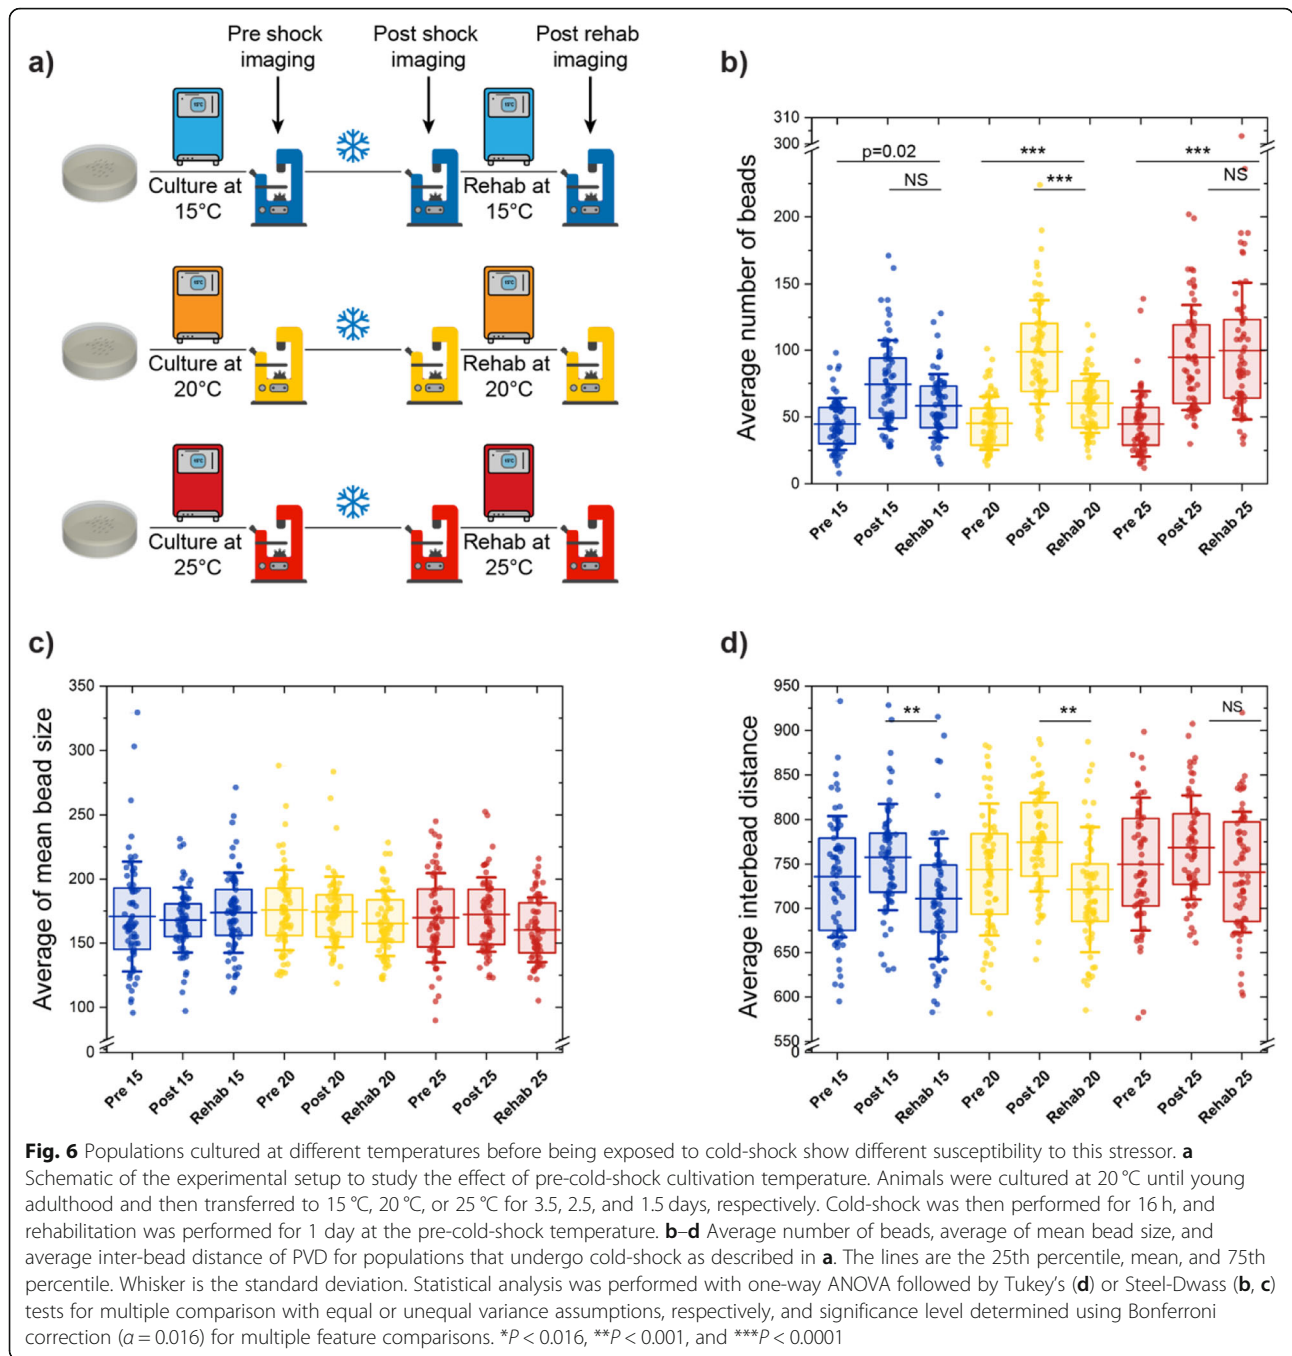 a)
Pre shock imaging
Post shock imaging
Post rehab imaging
15°C
15°C
Culture at 15°C
Rehab at 15°C
15°C
15°C
Culture at 20°C
Rehab at 20°C
15°C
15°C
Culture at 25°C
Rehab at 25°C
b)
Average number of beads
310
300
200
150
100
50
0
p=0.02
NS
***
***
***
NS
Pre 15
Post 15
Rehab 15
Pre 20
Post 20
Rehab 20
Pre 25
Post 25
Rehab 25
c)
Average of mean bead size
350
300
250
200
150
100
0
Pre 15
Post 15
Rehab 15
Pre 20
Post 20
Rehab 20
Pre 25
Post 25
Rehab 25
d)
Average interbead distance
950
900
850
800
750
700
650
600
550
0
**
**
NS
Pre 15
Post 15
Rehab 15
Pre 20
Post 20
Rehab 20
Pre 25
Post 25
Rehab 25
Fig. 6 Populations cultured at different temperatures before being exposed to cold-shock show different susceptibility to this stressor. a
Schematic of the experimental setup to study the effect of pre-cold-shock cultivation temperature. Animals were cultured at 20 °C until young
adulthood and then transferred to 15 °C, 20 °C, or 25 °C for 3.5, 2.5, and 1.5 days, respectively. Cold-shock was then performed for 16 h, and
rehabilitation was performed for 1 day at the pre-cold-shock temperature. b–d Average number of beads, average of mean bead size, and
average inter-bead distance of PVD for populations that undergo cold-shock as described in a. The lines are the 25th percentile, mean, and 75th
percentile. Whisker is the standard deviation. Statistical analysis was performed with one-way ANOVA followed by Tukey's (d) or Steel-Dwass (b, c)
tests for multiple comparison with equal or unequal variance assumptions, respectively, and significance level determined using Bonferroni
correction (α = 0.016) for multiple feature comparisons. *P < 0.016, **P < 0.001, and ***P < 0.0001